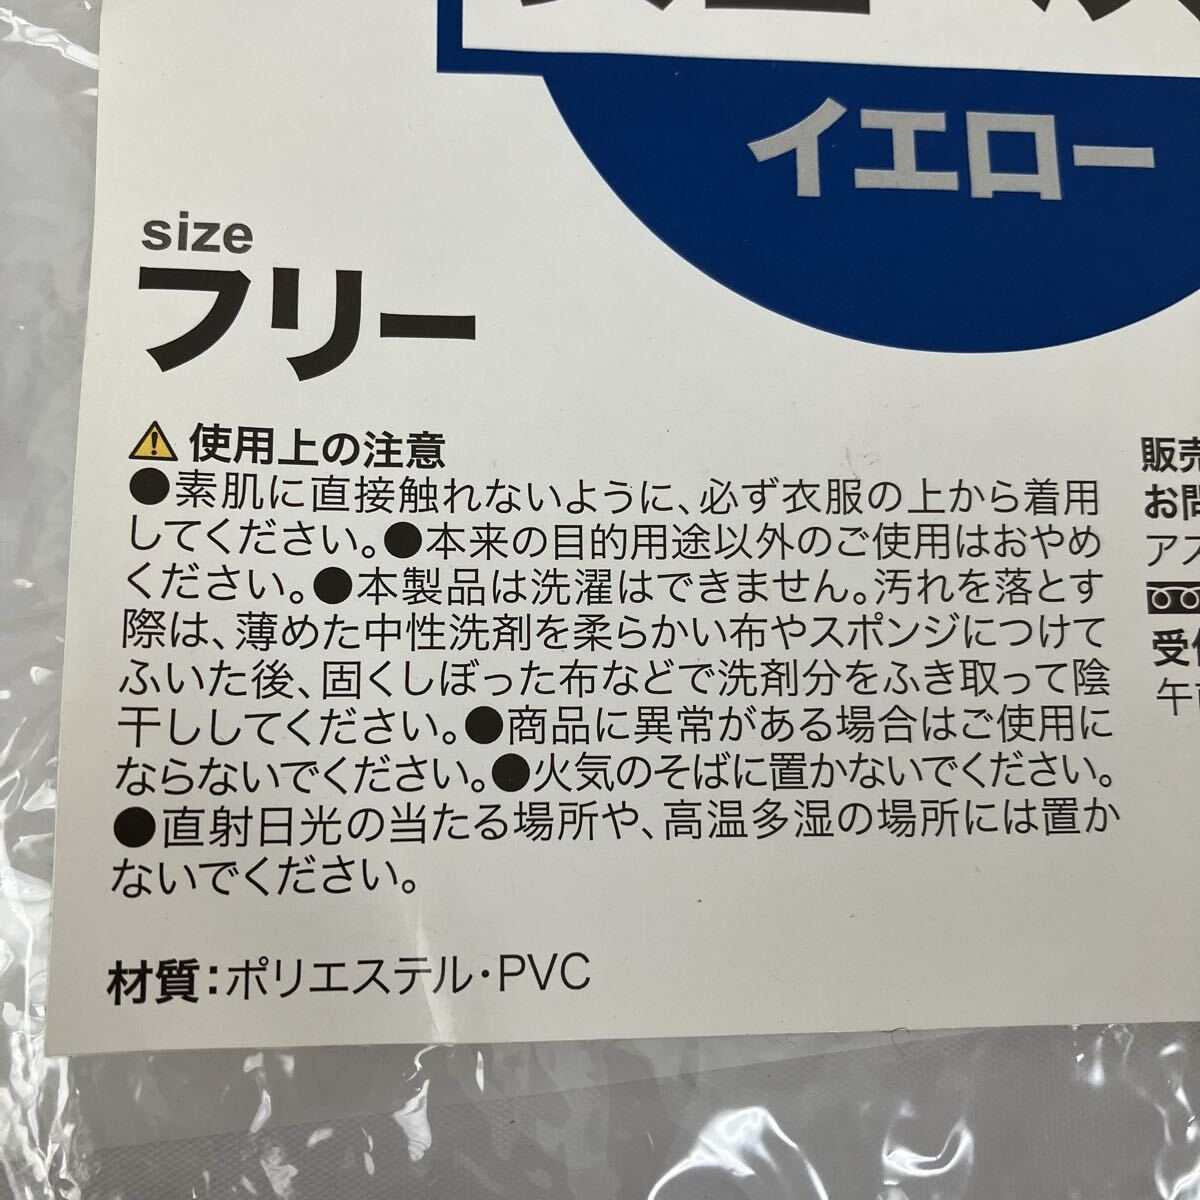 イエロー
size
フリー
使用上の注意
●素肌に直接触れないように、必ず衣服の上から着用
してください。●本来の目的用途以外のご使用はおやめ
ください。●本製品は洗濯はできません。汚れを落とす
際は、薄めた中性洗剤を柔らかい布やスポンジにつけて
ふいた後、固くしぼった布などで洗剤分をふき取って陰
干ししてください。●商品に異常がある場合はご使用に
ならないでください。●火気のそばに置かないでください。
●直射日光の当たる場所や、高温多湿の場所には置か
ないでください。
材質：ポリエステル・PVC
販売
お問
アス
受付
午前